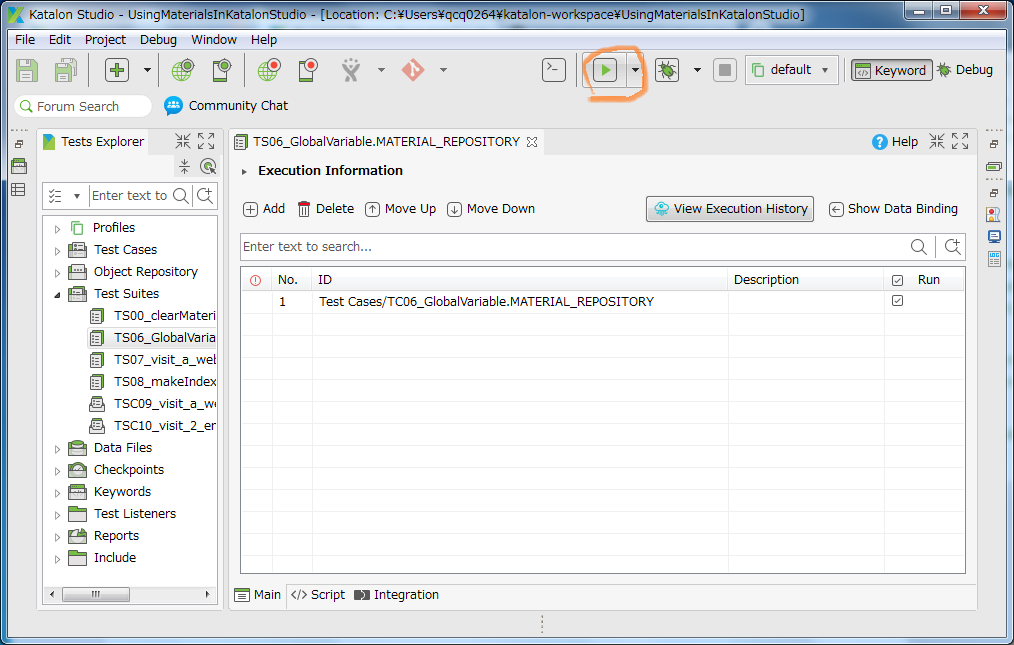 Katalon Studio - UsingMaterialsInKatalonStudio - [Location: C:¥Users¥qcq0264¥katalon-workspace¥UsingMaterialsInKatalonStudio]
File Edit Project Debug Window Help
default Keyword Debug
Forum Search Community Chat
Tests Explorer
TS06_GlobalVariable.MATERIAL_REPOSITORY Help
Execution Information
Enter text to
Add Delete Move Up Move Down View Execution History Show Data Binding
Enter text to search...
No. ID Description Run
1 Test Cases/TC06_GlobalVariable.MATERIAL_REPOSITORY
Profiles
Test Cases
Object Repository
Test Suites
TS00_clearMateri
TS06_GlobalVaria
TS07_visit_a_web
TS08_makeIndex
TSC09_visit_a_we
TSC10_visit_2_en
Data Files
Checkpoints
Keywords
Test Listeners
Reports
Include
Main </> Script Integration